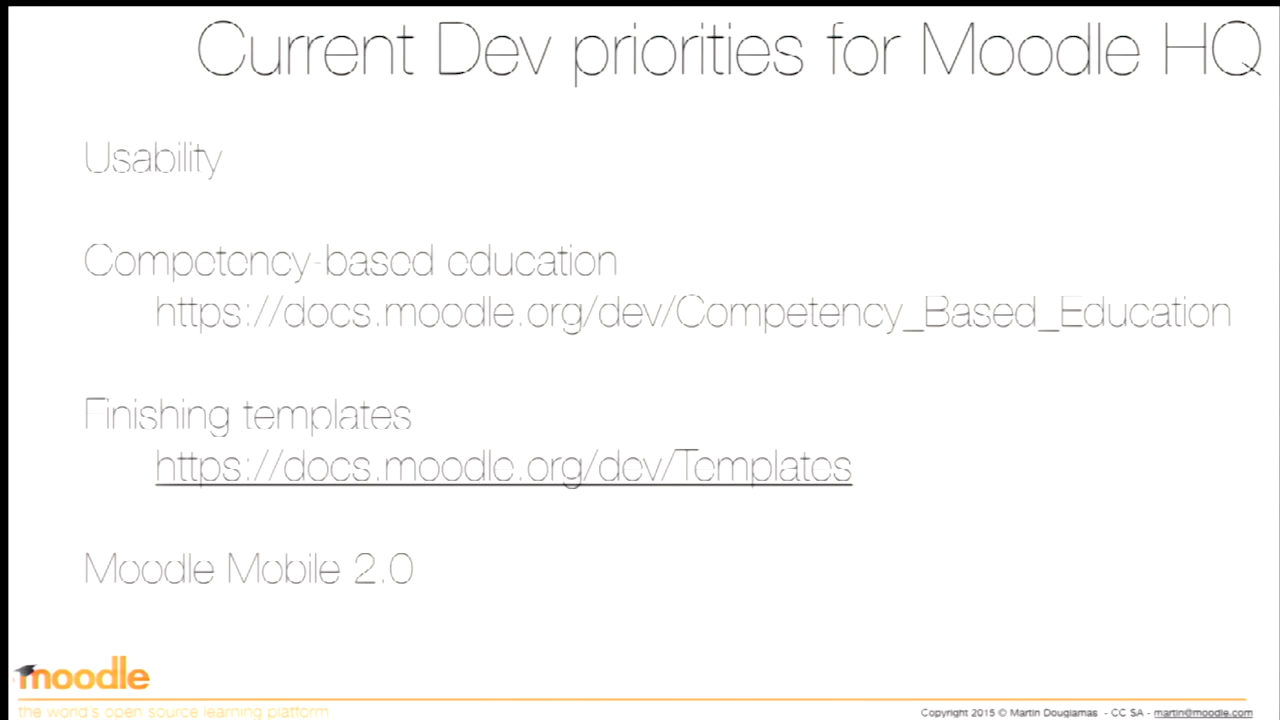 Current Dev priorities for Moodle HQ
Usability
Competency-based education
https://docs.moodle.org/dev/Competency_Based_Education
Finishing templates
https://docs.moodle.org/dev/Templates
Moodle Mobile 2.0
moodle
the world's open source learning platform
Copyright 2015 © Martin Dougiamas - CC SA - martin@moodle.com